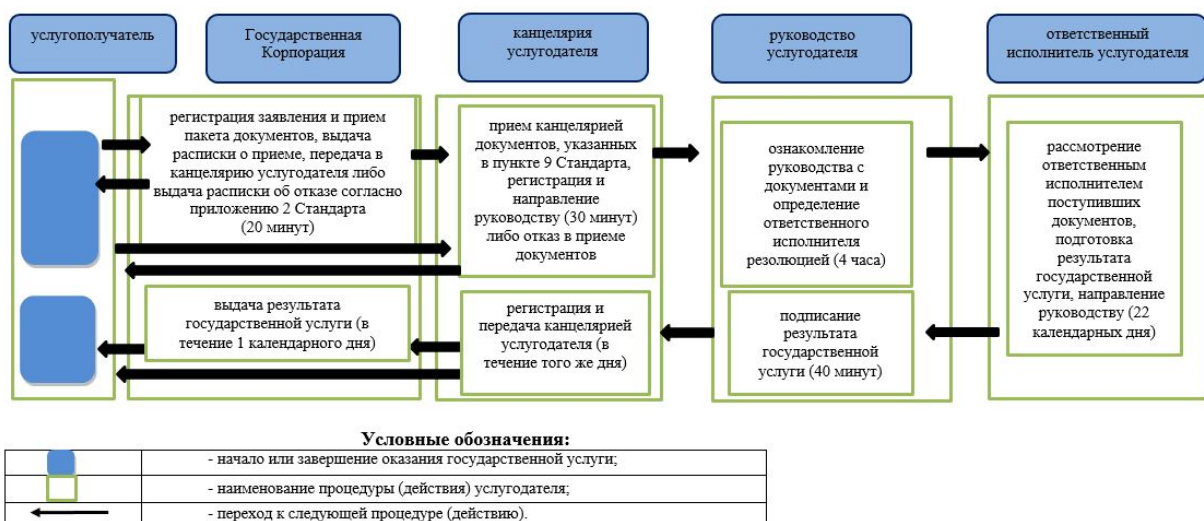 услугополучатель
Государственная
Корпорация
канцелярия
услугодателя
руководство
услугодателя
ответственный
исполнитель услугодателя
регистрация заявления и прием
пакета документов, выдача
расписки о приеме, передача в
канцелярию услугодателя либо
выдача расписки об отказе согласно
приложению 2 Стандарта
(20 минут)
прием канцелярией
документов, указанных
в пункте 9 Стандарта,
регистрация и
направление
руководству (30 минут)
либо отказ в приеме
документов
ознакомление
руководства с
документами и
определение
ответственного
исполнителя
резолюцией (4 часа)
рассмотрение
ответственным
исполнителем
поступивших
документов,
подготовка
результата
государственной
услуги, направление
руководству (22
календарных дня)
выдача результата
государственной услуги (в
течение 1 календарного дня)
регистрация и
передача канцелярией
услугодателя (в
течение того же дня)
подписание
результата
государственной
услуги (40 минут)
Условные обозначения:
- начало или завершение оказания государственной услуги;
- наименование процедуры (действия) услугодателя;
- переход к следующей процедуре (действию).